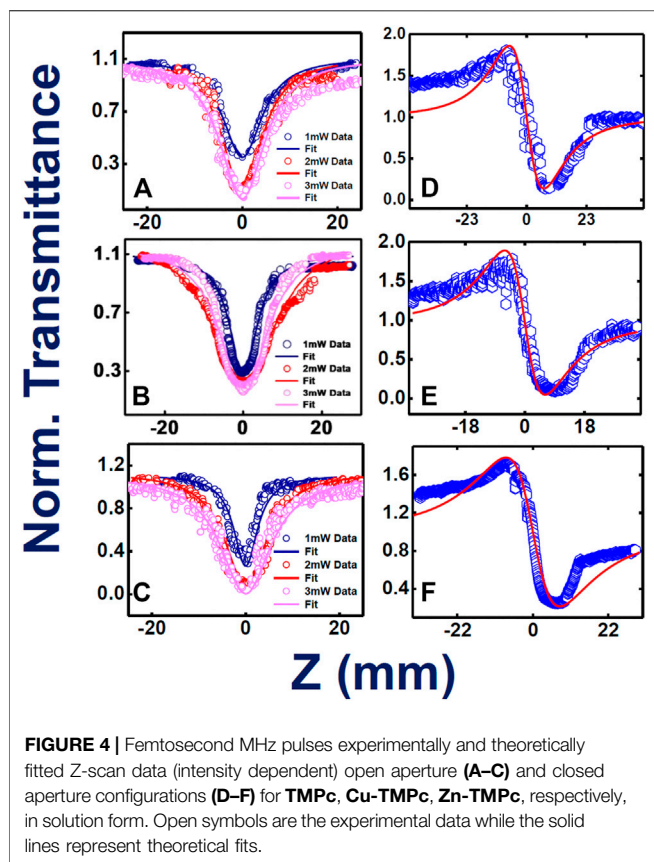 Norm. Transmittance
1.1
0.7
0.3
A
1mW Data
Fit
2mW Data
Fit
3mW Data
Fit
-20
0
20
2.0
1.5
1.0
0.5
0.0
D
-23
0
23
1.1
0.7
0.3
B
1mW Data
Fit
2mW Data
Fit
3mW Data
Fit
-20
0
20
2.0
1.5
1.0
0.5
0.0
E
-18
0
18
1.2
0.8
0.4
0.0
C
1mW Data
Fit
2mW Data
Fit
3mW Data
Fit
-20
0
25
1.6
1.2
0.8
0.4
F
-22
0
22
Z (mm)
FIGURE 4 | Femtosecond MHz pulses experimentally and theoretically
fitted Z-scan data (intensity dependent) open aperture (A–C) and closed
aperture configurations (D–F) for TMPc, Cu-TMPc, Zn-TMPc, respectively,
in solution form. Open symbols are the experimental data while the solid
lines represent theoretical fits.